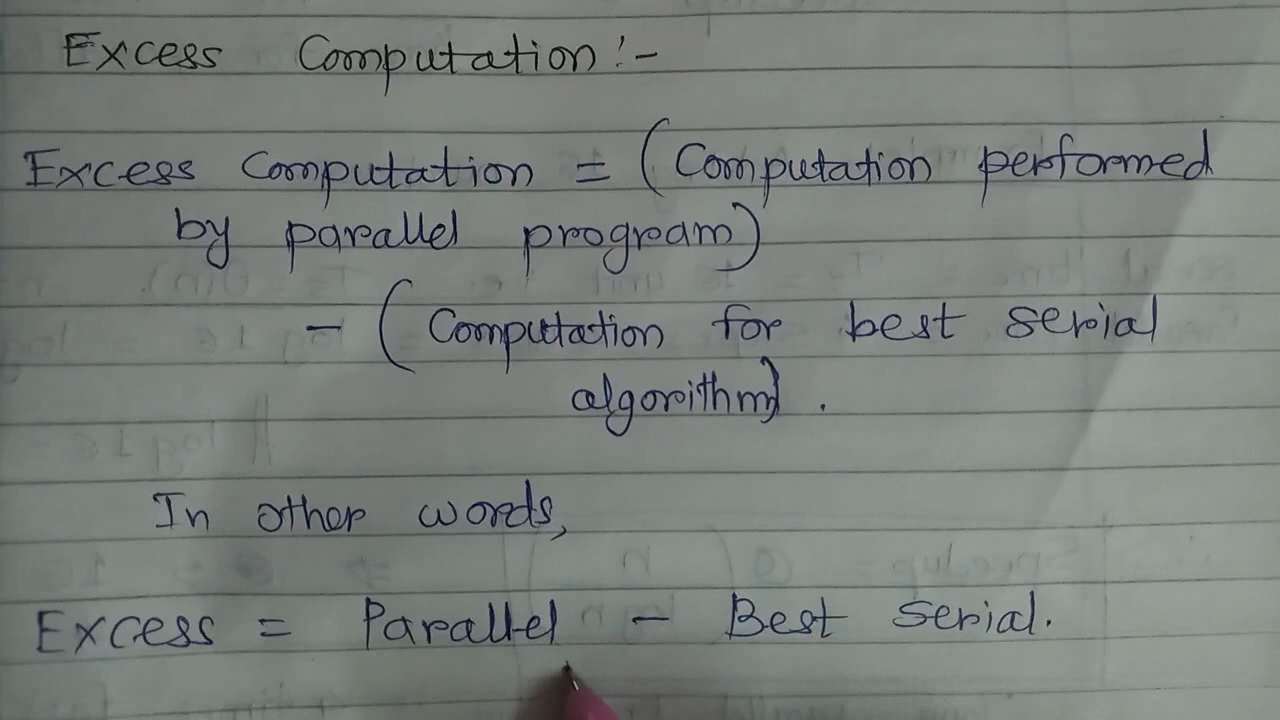 Excess Computation :-
Excess Computation = (Computation performed
by parallel program)
- (Computation for best serial
algorithm) .
In other words,
Excess = Parallel - Best serial.